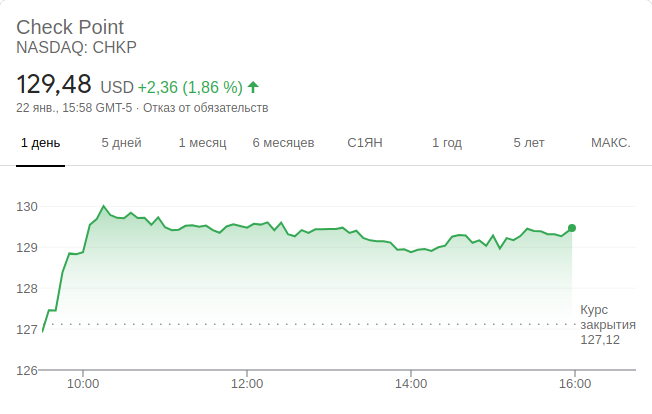 Check Point
NASDAQ: CHKP
129,48 USD +2,36 (1,86 %)
22 янв., 15:58 GMT-5 · Отказ от обязательств
1 день 5 дней 1 месяц 6 месяцев С1ЯН 1 год 5 лет МАКС.
130
129
128
127
126
Курс
закрытия
127,12
10:00 12:00 14:00 16:00